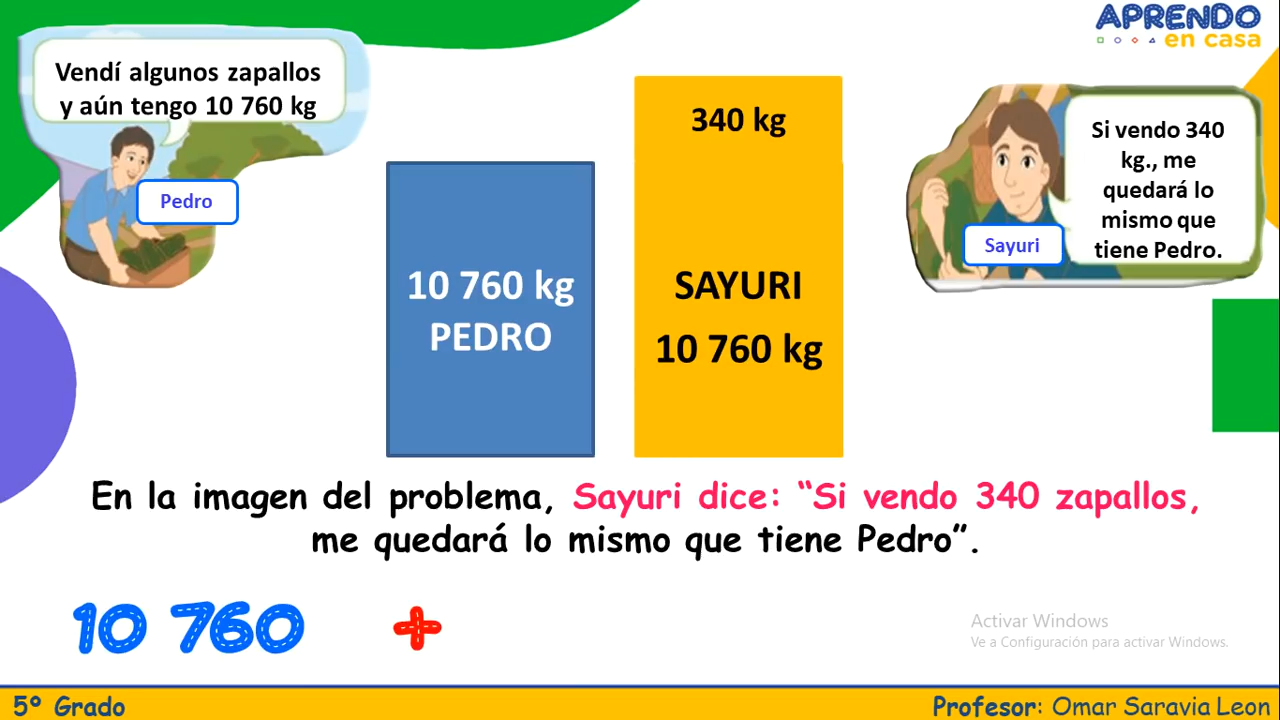 APRENDO
en casa
Vendí algunos zapallos
y aún tengo 10 760 kg
Pedro
340 kg
10 760 kg
PEDRO
SAYURI
10 760 kg
Si vendo 340
kg., me
quedará lo
mismo que
tiene Pedro.
Sayuri
En la imagen del problema, Sayuri dice: “Si vendo 340 zapallos,
me quedará lo mismo que tiene Pedro”.
10 760 +
Activar Windows
Ve a Configuración para activar Windows.
5º Grado
Profesor: Omar Saravia Leon